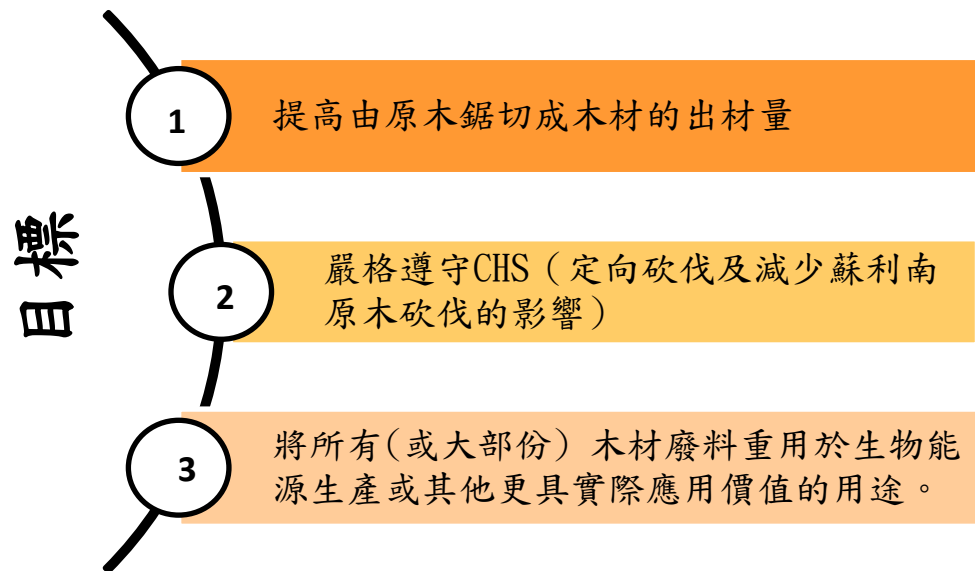 目標
1
提高由原木鋸切成木材的出材量
2
嚴格遵守CHS（定向砍伐及減少蘇利南
原木砍伐的影響）
3
將所有(或大部份) 木材廢料重用於生物能
源生產或其他更具實際應用價值的用途。